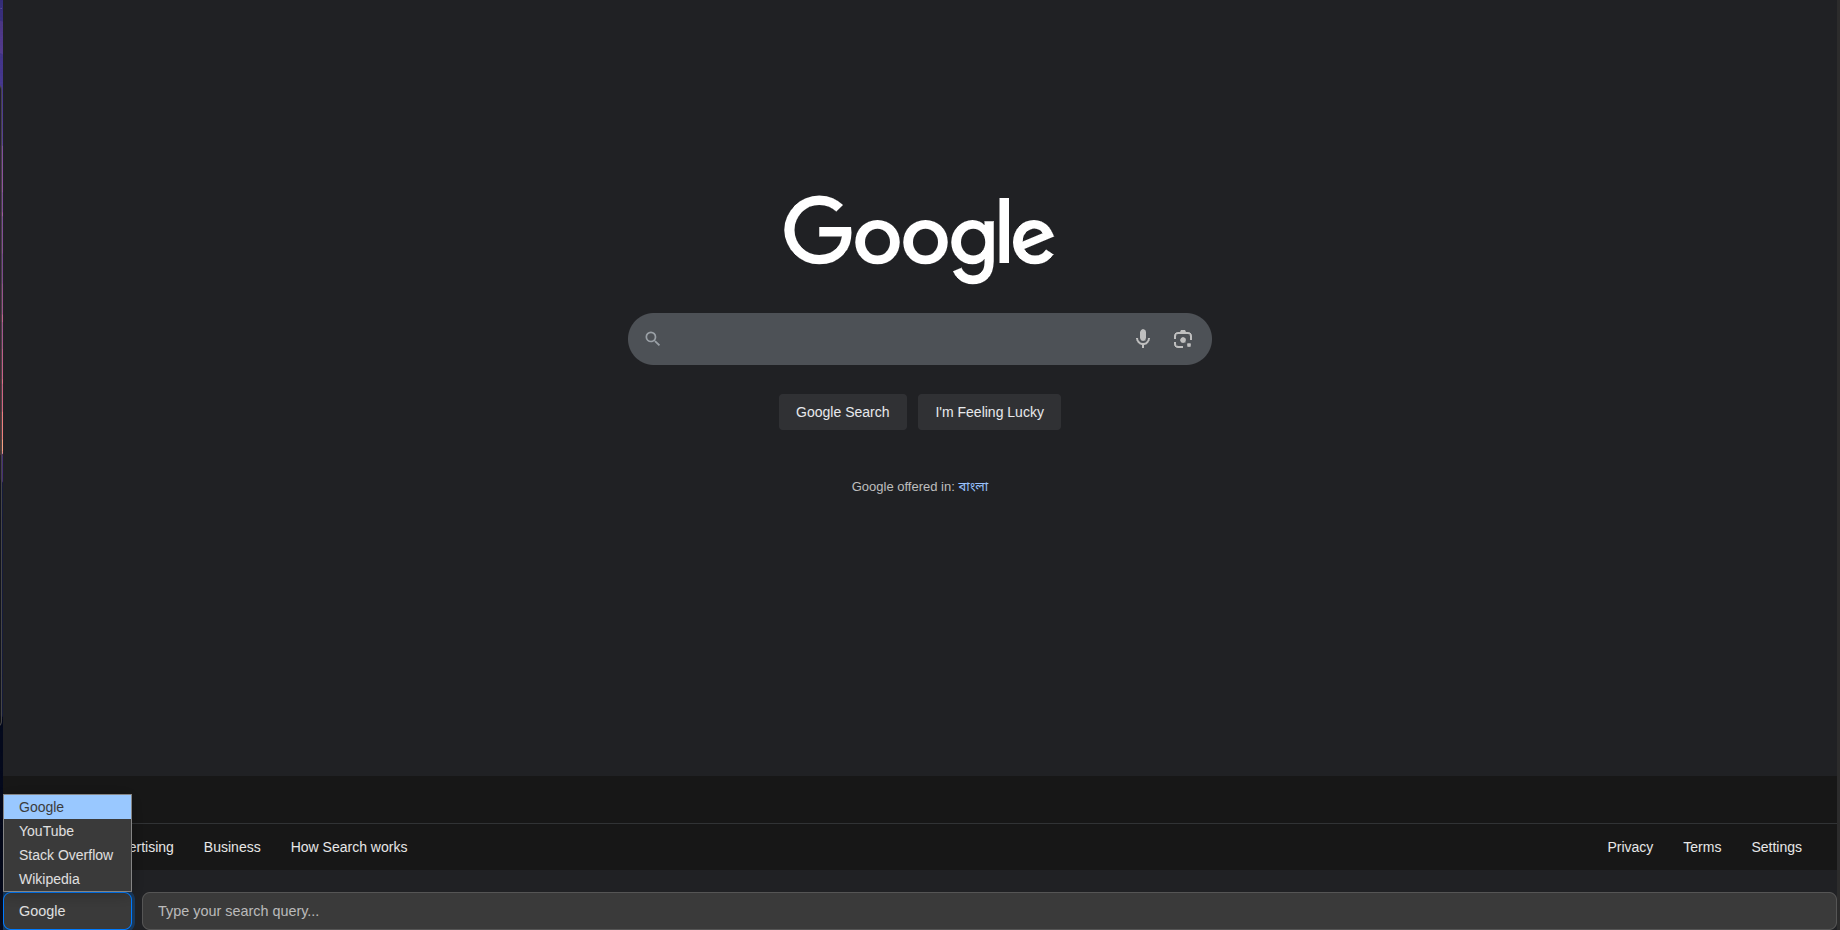 Google
Google Search
I'm Feeling Lucky
Google offered in: বাংলা
Google
YouTube
Stack Overflow
Wikipedia
ertising
Business
How Search works
Privacy
Terms
Settings
Google
Type your search query...